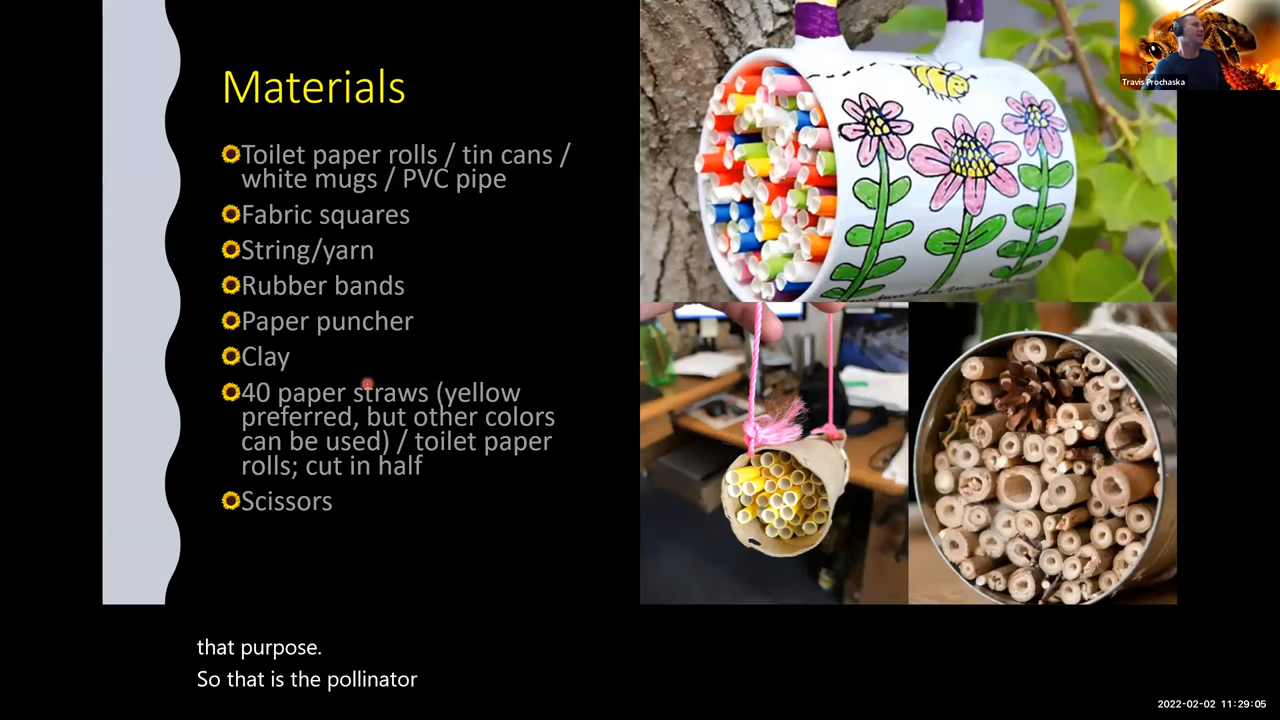 Materials
Toilet paper rolls / tin cans /
white mugs / PVC pipe
Fabric squares
String/yarn
Rubber bands
Paper puncher
Clay
40 paper straws (yellow
preferred, but other colors
can be used) / toilet paper
rolls; cut in half
Scissors
Travis Prochaska
that purpose.
So that is the pollinator
2022-02-02 11:29:05